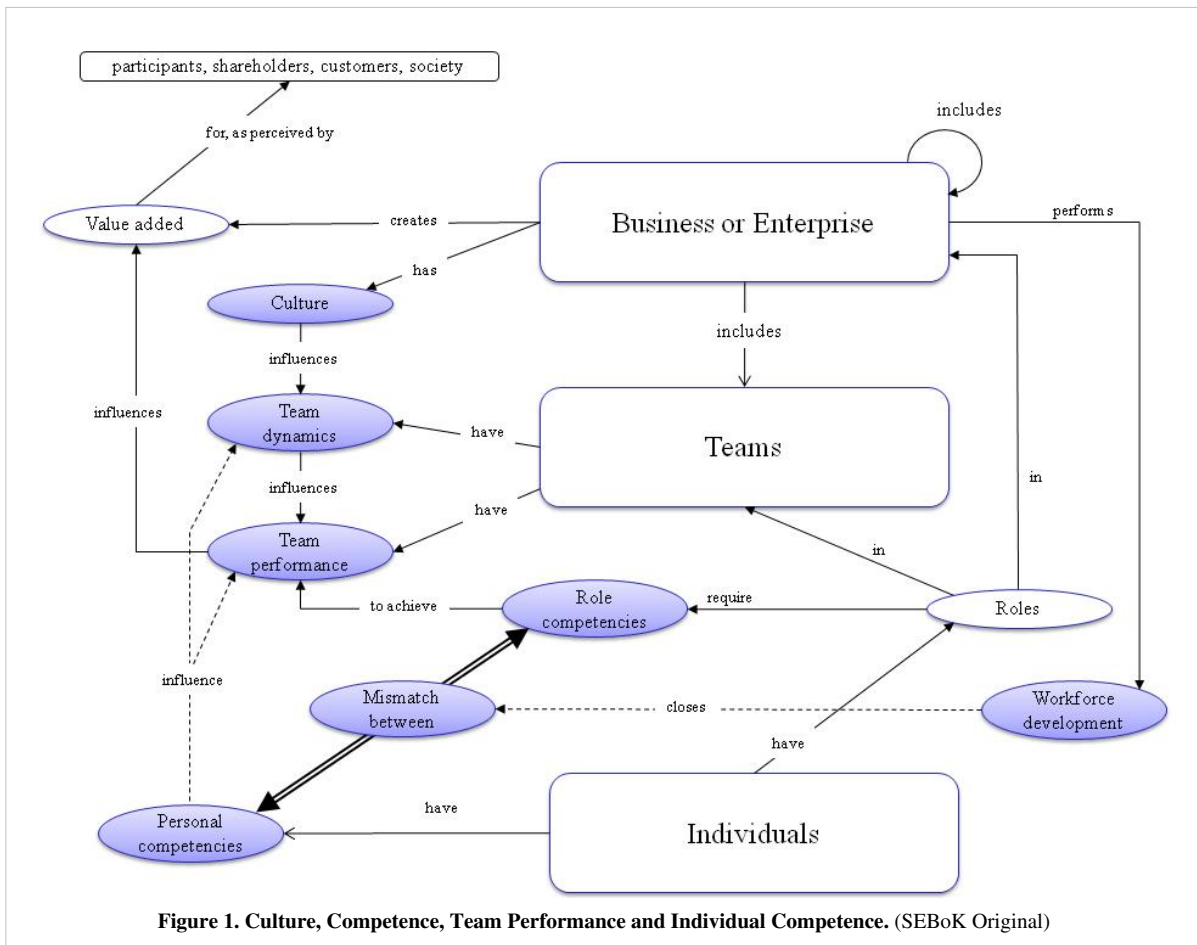 participants, shareholders, customers, society
includes
for, as perceived by
Business or Enterprise
performs
Value added
creates
has
Culture
includes
influences
influences
Team
dynamics
have
Teams
influences
in
have
Team
performance
in
to achieve
Role
competencies
require
Roles
influence
Mismatch
between
closes
Workforce
development
have
Personal
competencies
have
Individuals
Figure 1. Culture, Competence, Team Performance and Individual Competence. (SEBoK Original)